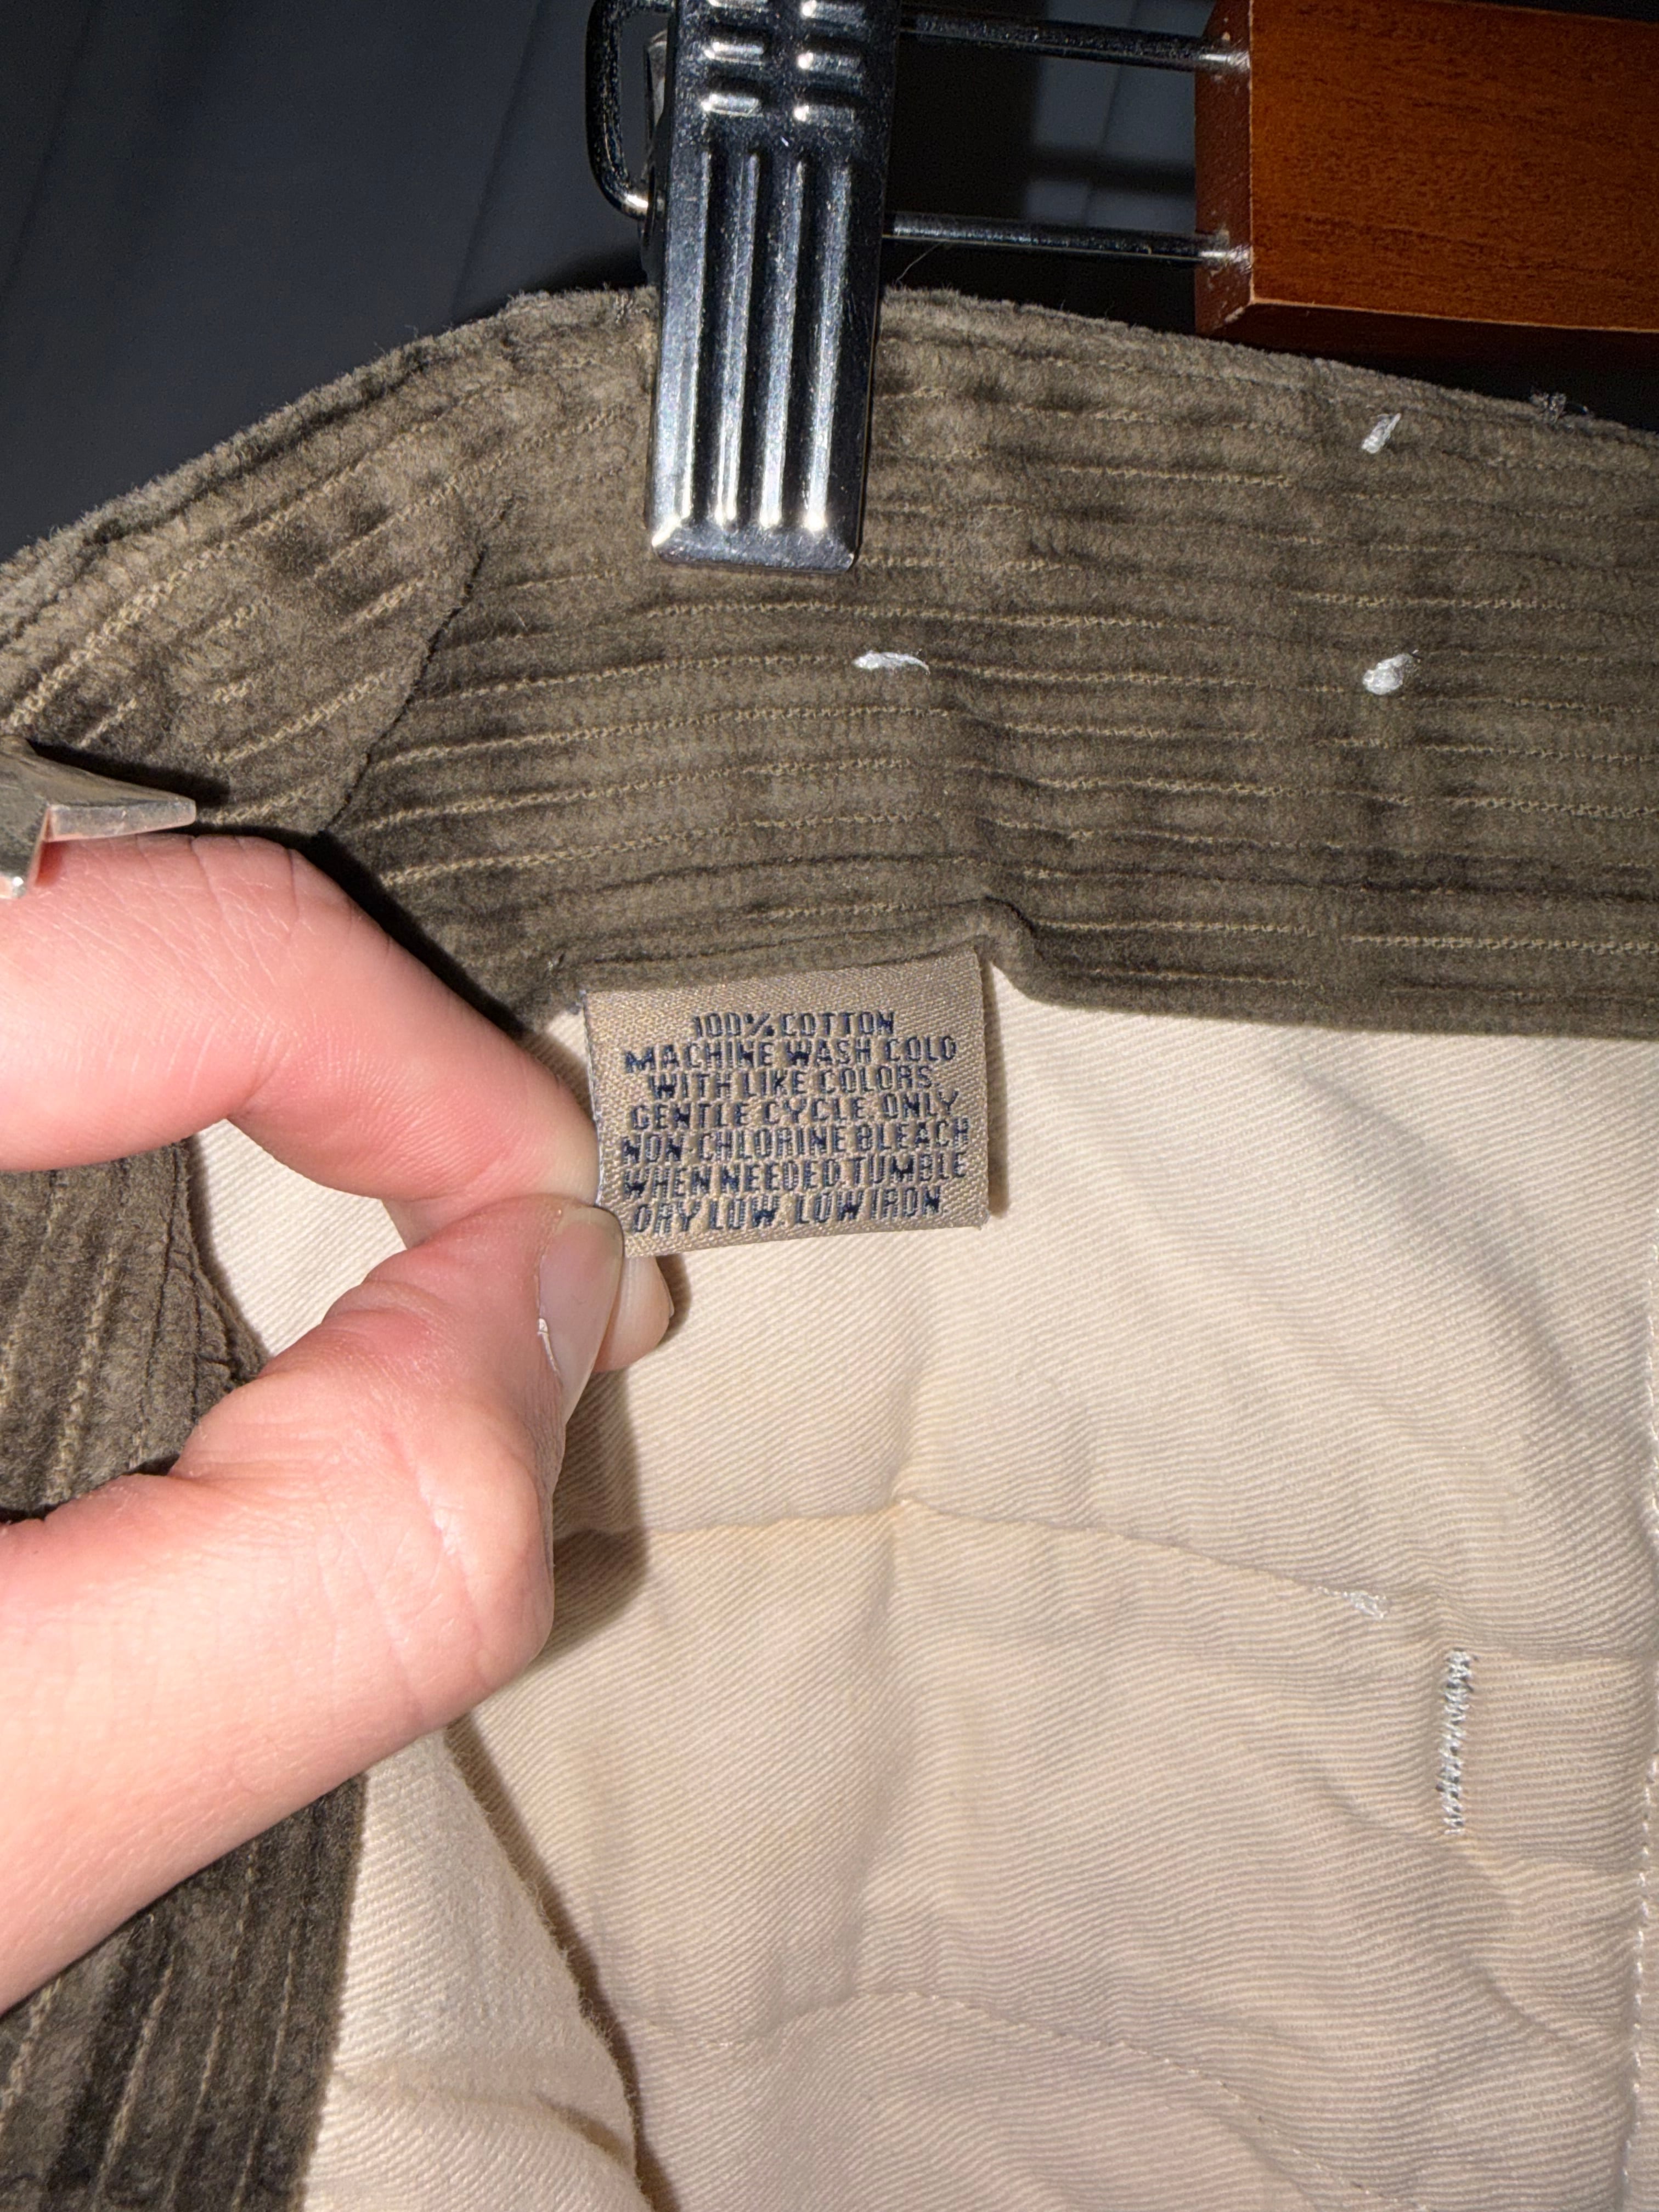 100% COTTON
MACHINE WASH COLD
WITH LIKE COLORS.
GENTLE CYCLE. ONLY
NON-CHLORINE BLEACH
WHEN NEEDED. TUMBLE
DRY LOW. LOW IRON.